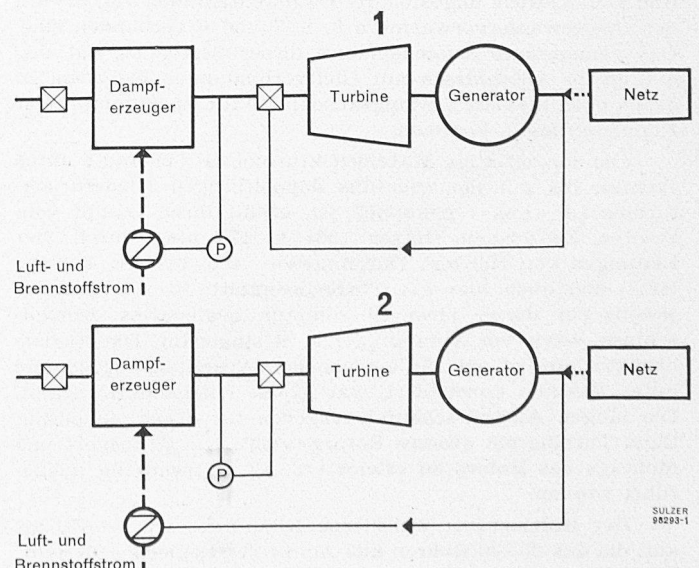 1
Dampf-
erzeuger
Turbine
Generator
Netz
P
Luft- und
Brennstoffstrom
2
Dampf-
erzeuger
Turbine
Generator
Netz
P
SULZER
98293-1
Luft- und
Brennstoffstrom